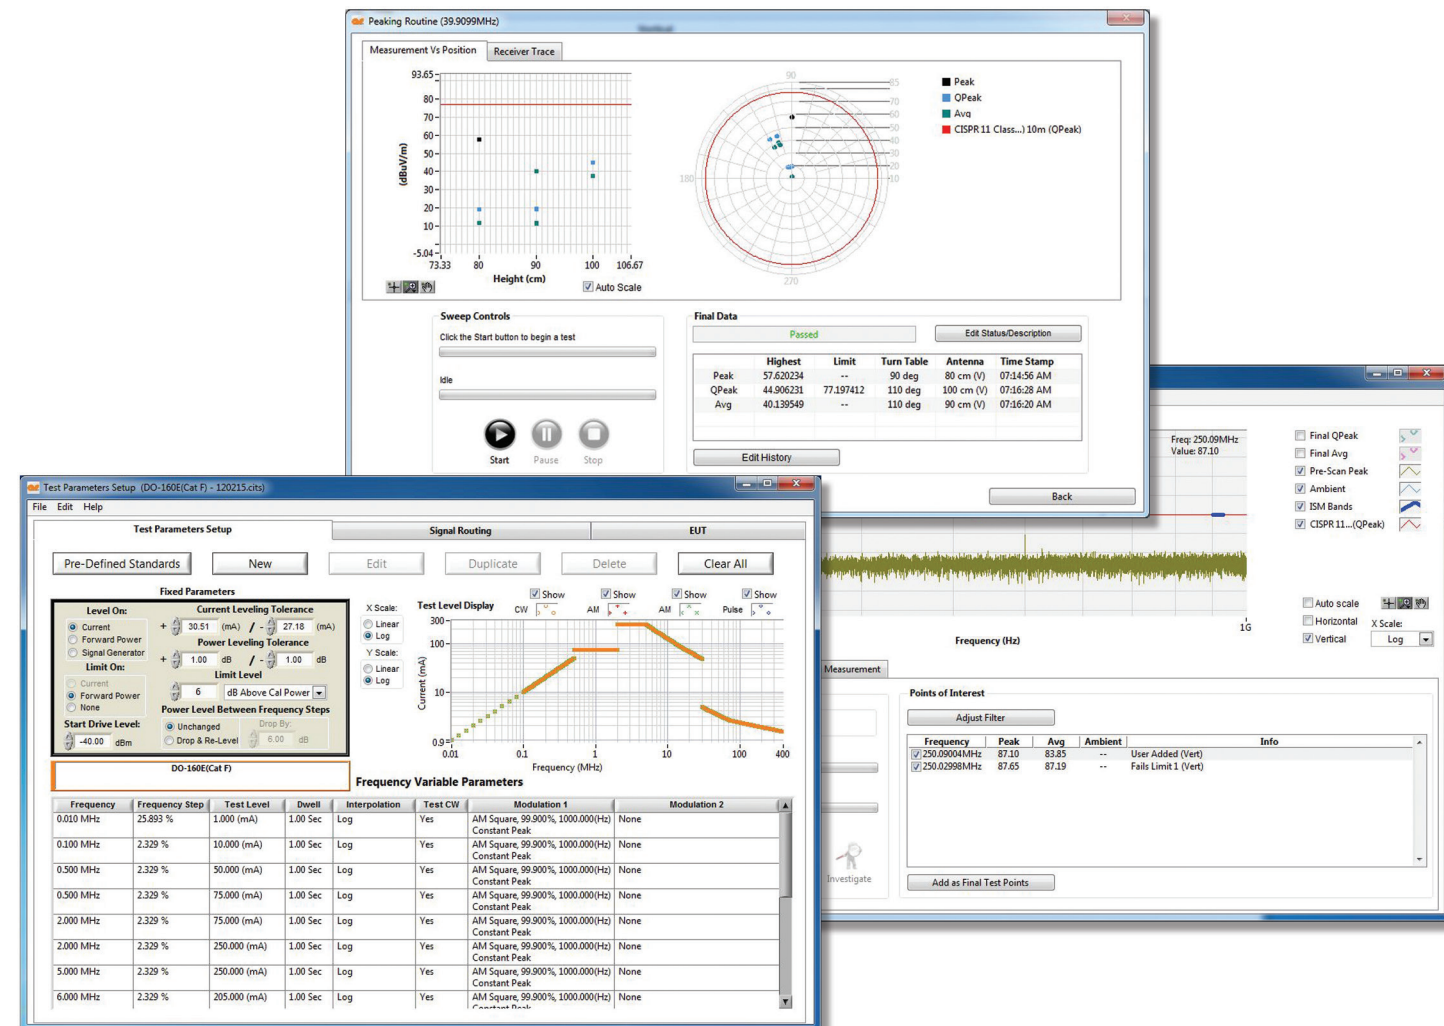 Peaking Routine (39.9099MHz)
Measurement Vs Position
Receiver Trace
93.65
80
70
60
50
40
30
20
10
-5.04
(dBuV/m)
73.33 80 90 100 106.67
Height (cm)
Auto Scale
90
180
270
85
70
60
50
40
30
20
10
Peak
QPeak
Avg
CISPR 11 Class...) 10m (QPeak)
Sweep Controls
Click the Start button to begin a test
Idle
Start Pause Stop
Final Data
Passed
Edit Status/Description
Highest Limit Turn Table Antenna Time Stamp
Peak 57.620234 -- 90 deg 80 cm (V) 07:14:56 AM
QPeak 44.906231 77.197412 110 deg 100 cm (V) 07:16:28 AM
Avg 40.139549 -- 110 deg 90 cm (V) 07:16:20 AM
Edit History
Back
Freq: 250.09MHz
Value: 87.10
Final QPeak
Final Avg
Pre-Scan Peak
Ambient
ISM Bands
CISPR 11...(QPeak)
1G
Frequency (Hz)
Auto scale
Horizontal
Vertical
X Scale:
Log
Measurement
Points of Interest
Adjust Filter
Frequency Peak Avg Ambient Info
250.09004MHz 87.10 83.85 -- User Added (Vert)
250.02998MHz 87.65 87.19 -- Fails Limit 1 (Vert)
Investigate
Add as Final Test Points
Test Parameters Setup (DO-160E(Cat F) - 120215.cits)
File Edit Help
Test Parameters Setup
Signal Routing
EUT
Pre-Defined Standards
New
Edit
Duplicate
Delete
Clear All
Fixed Parameters
Level On:
Current
Forward Power
Signal Generator
Limit On:
Current
Forward Power
None
Start Drive Level:
-40.00 dBm
Current Leveling Tolerance
+ 30.51 (mA) / - 27.18 (mA)
Power Leveling Tolerance
+ 1.00 dB / - 1.00 dB
Limit Level
6 dB Above Cal Power
Power Level Between Frequency Steps
Unchanged
Drop & Re-Level
Drop By:
6.00 dB
X Scale:
Linear
Log
Y Scale:
Linear
Log
Test Level Display
Show Show Show Show
CW AM AM Pulse
300
10
0.9
Current (mA)
0.01 0.1 1 10 100 400
Frequency (MHz)
DO-160E(Cat F)
Frequency Variable Parameters
Frequency Frequency Step Test Level Dwell Interpolation Test CW Modulation 1 Modulation 2
0.010 MHz 25.893 % 1.000 (mA) 1.00 Sec Log Yes AM Square, 99.900%, 1000.000(Hz) None
Constant Peak
0.100 MHz 2.329 % 10.000 (mA) 1.00 Sec Log Yes AM Square, 99.900%, 1000.000(Hz) None
Constant Peak
0.500 MHz 2.329 % 50.000 (mA) 1.00 Sec Log Yes AM Square, 99.900%, 1000.000(Hz) None
Constant Peak
0.500 MHz 2.329 % 75.000 (mA) 1.00 Sec Log Yes AM Square, 99.900%, 1000.000(Hz) None
Constant Peak
2.000 MHz 2.329 % 75.000 (mA) 1.00 Sec Log Yes AM Square, 99.900%, 1000.000(Hz) None
Constant Peak
2.000 MHz 2.329 % 250.000 (mA) 1.00 Sec Log Yes AM Square, 99.900%, 1000.000(Hz) None
Constant Peak
5.000 MHz 2.329 % 250.000 (mA) 1.00 Sec Log Yes AM Square, 99.900%, 1000.000(Hz) None
Constant Peak
6.000 MHz 2.329 % 205.000 (mA) 1.00 Sec Log Yes AM Square, 99.900%, 1000.000(Hz) None
Constant Peak